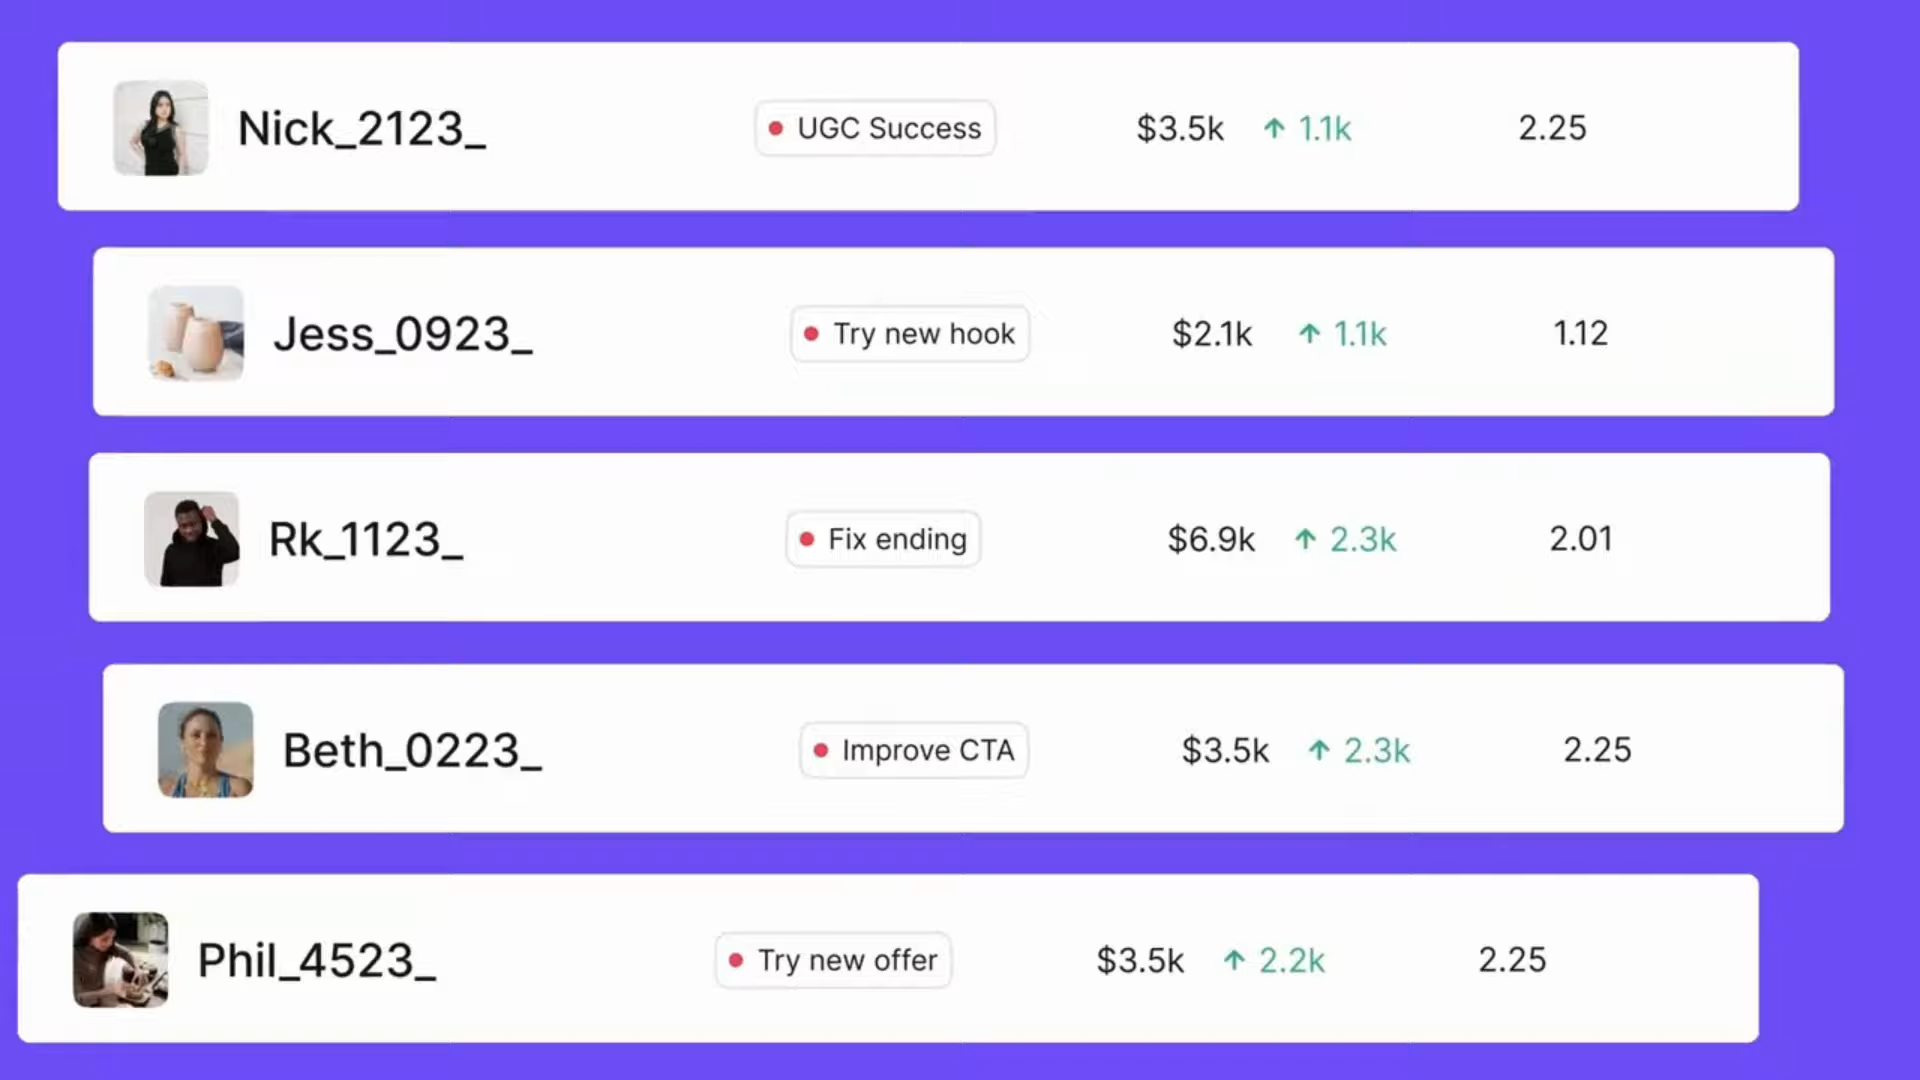 Nick_2123_ UGC Success $3.5k ↑ 1.1k 2.25
Jess_0923_ Try new hook $2.1k ↑ 1.1k 1.12
Rk_1123_ Fix ending $6.9k ↑ 2.3k 2.01
Beth_0223_ Improve CTA $3.5k ↑ 2.3k 2.25
Phil_4523_ Try new offer $3.5k ↑ 2.2k 2.25